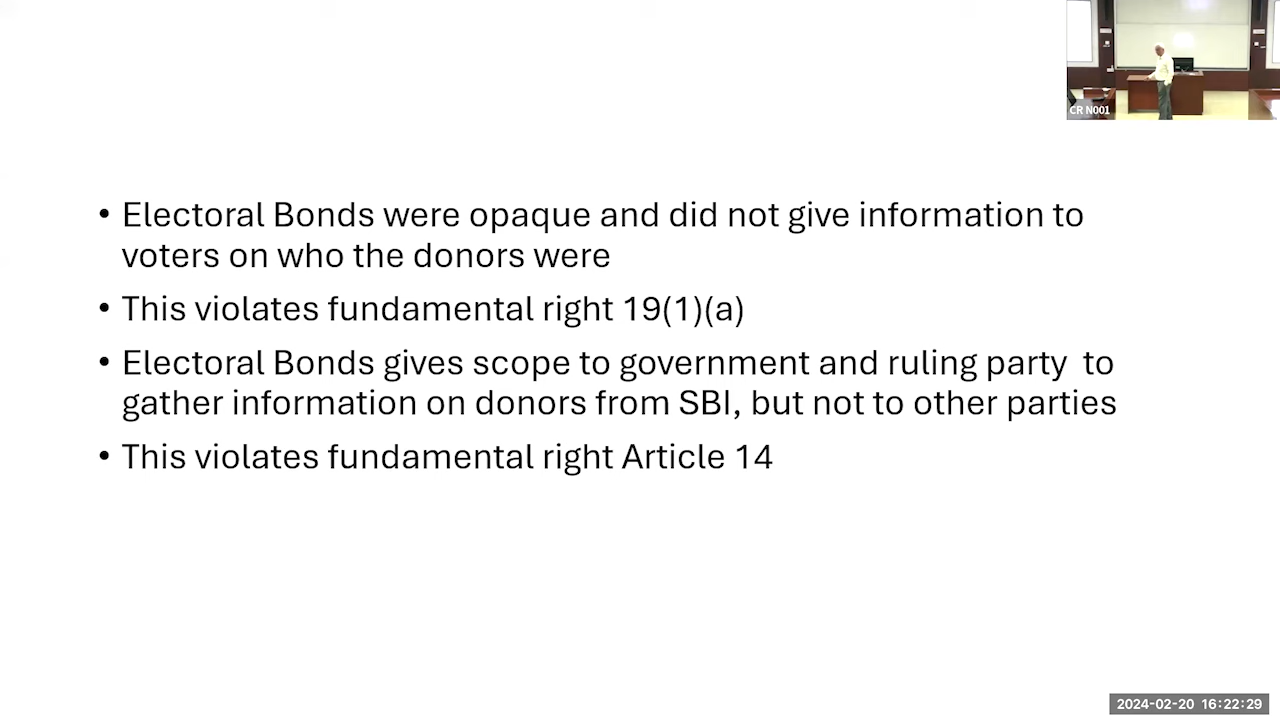 CR N001
• Electoral Bonds were opaque and did not give information to
voters on who the donors were
• This violates fundamental right 19(1)(a)
• Electoral Bonds gives scope to government and ruling party  to
gather information on donors from SBI, but not to other parties
• This violates fundamental right Article 14
2024-02-20 16:22:29